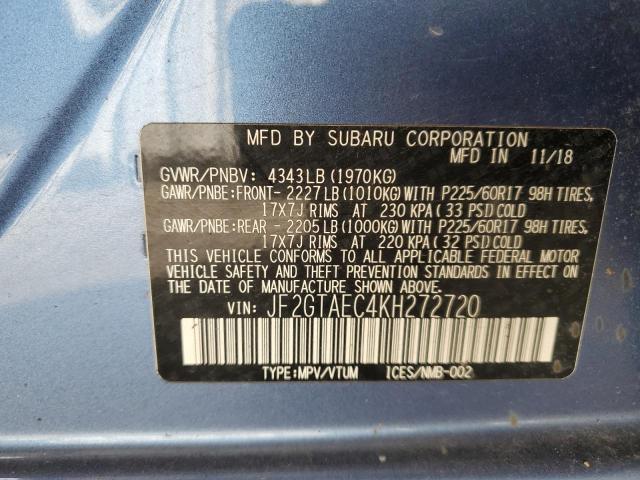 MFD BY SUBARU CORPORATION
MFD IN 11/18
GVWR/PNBV: 4343LB (1970KG)
GAWR/PNBE:FRONT-2227LB(1010KG)WITH P225/60R17 98H TIRES,
17X7J RIMS AT 230 KPA(33 PSI)COLD
GAWR/PNBE:REAR -2205LB(1000KG)WITH P225/60R17 98H TIRES,
17X7J RIMS AT 220 KPA(32 PSI)COLD
THIS VEHICLE CONFORMS TO ALL APPLICABLE FEDERAL MOTOR
VEHICLE SAFETY AND THEFT PREVENTION STANDARDS IN EFFECT ON
THE DATE OF MANUFACTURE SHOWN ABOVE.
VIN: JF2GTAEC4KH272720
TYPE:MPV/VTUM ICES/NMB-002